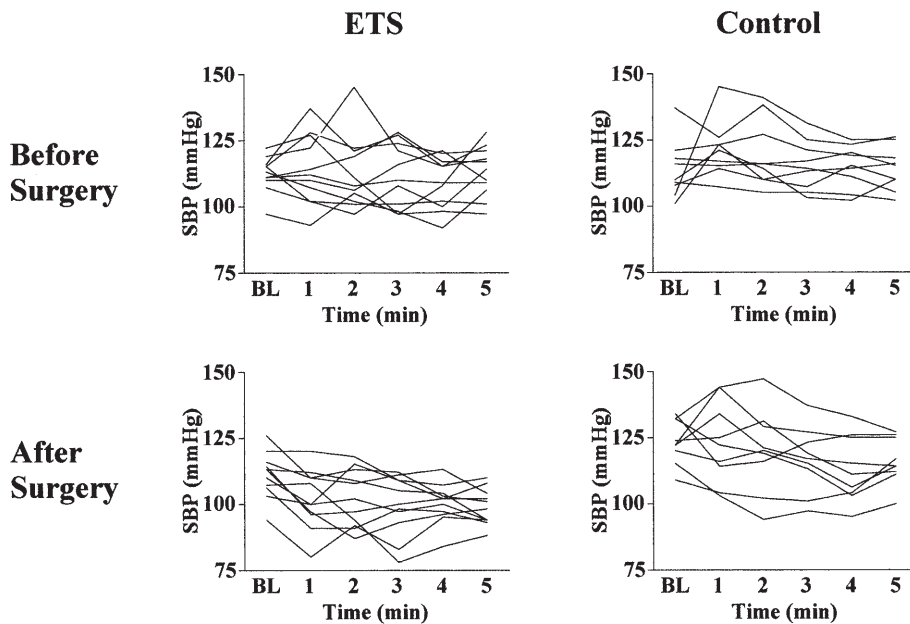 ETS
Control
Before
Surgery
SBP (mmHg)
150
125
100
75
BL 1 2 3 4 5
Time (min)
SBP (mmHg)
150
125
100
75
BL 1 2 3 4 5
Time (min)
After
Surgery
SBP (mmHg)
150
125
100
75
BL 1 2 3 4 5
Time (min)
SBP (mmHg)
150
125
100
75
BL 1 2 3 4 5
Time (min)